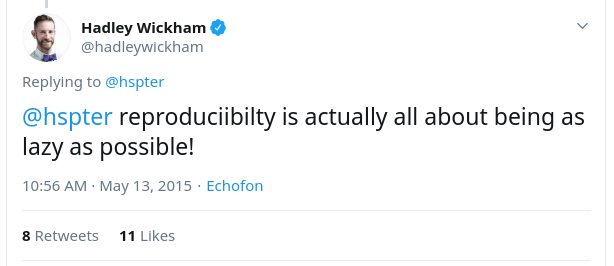 Hadley Wickham
@hadleywickham
Replying to @hspter
@hspter reproduciibilty is actually all about being as
lazy as possible!
10:56 AM · May 13, 2015 · Echofon
8 Retweets 11 Likes